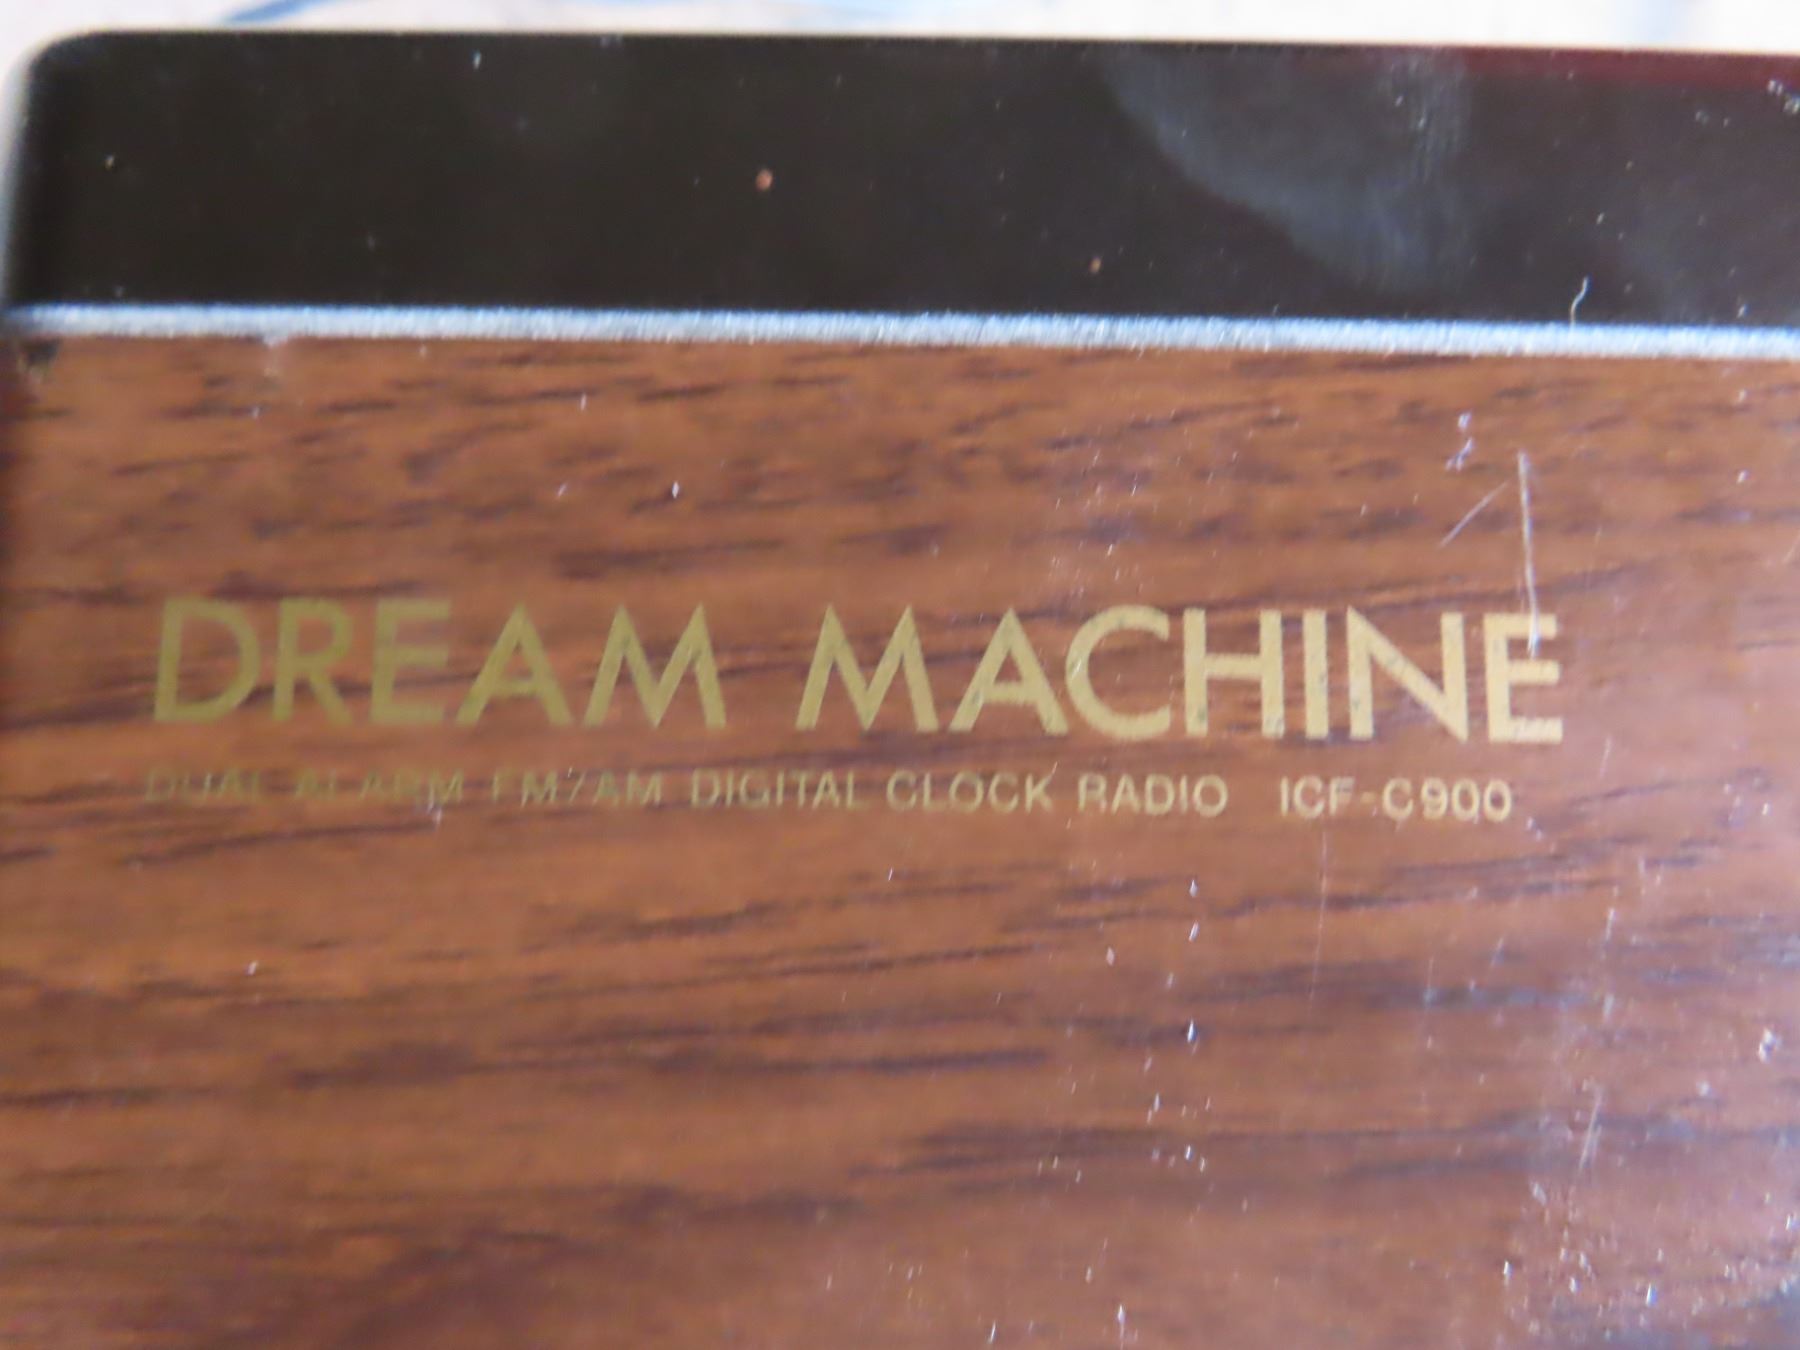 DREAM MACHINE
DUAL ALARM FM/AM DIGITAL CLOCK RADIO ICF-C900